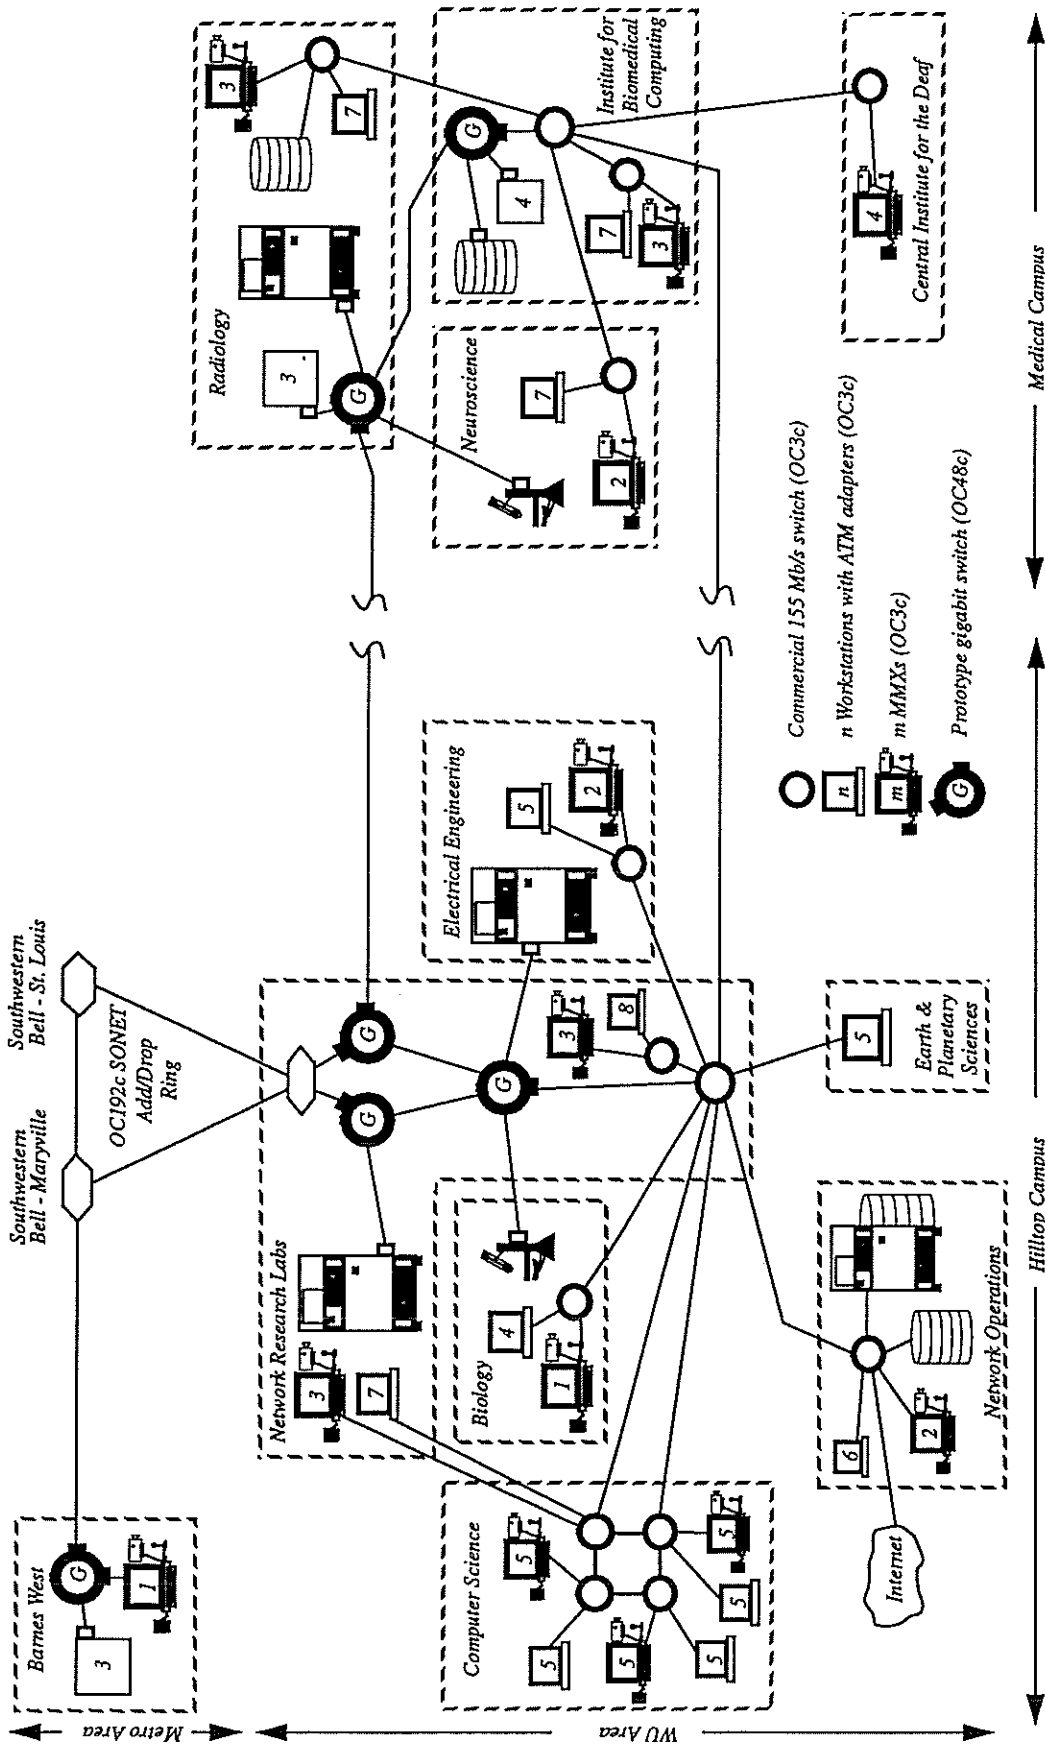 Metro Area
WU Area
Barnes West
G
3
1
Southwestern
Bell - Maryville
Southwestern
Bell - St. Louis
OC192c SONET
Add/Drop
Ring
Network Research Labs
3
7
G
G
G
3
8
Biology
4
1
Computer Science
5
5
5
5
5
5
Internet
Network Operations
6
2
Earth &
Planetary
Sciences
5
Electrical Engineering
5
2
Radiology
3
G
3
7
Neuroscience
7
2
Institute for
Biomedical
Computing
G
4
7
3
Central Institute for the Deaf
4
Commercial 155 Mb/s switch (OC3c)
n
n Workstations with ATM adapters (OC3c)
m
m MMXs (OC3c)
G
Prototype gigabit switch (OC48c)
Hilltop Campus
Medical Campus